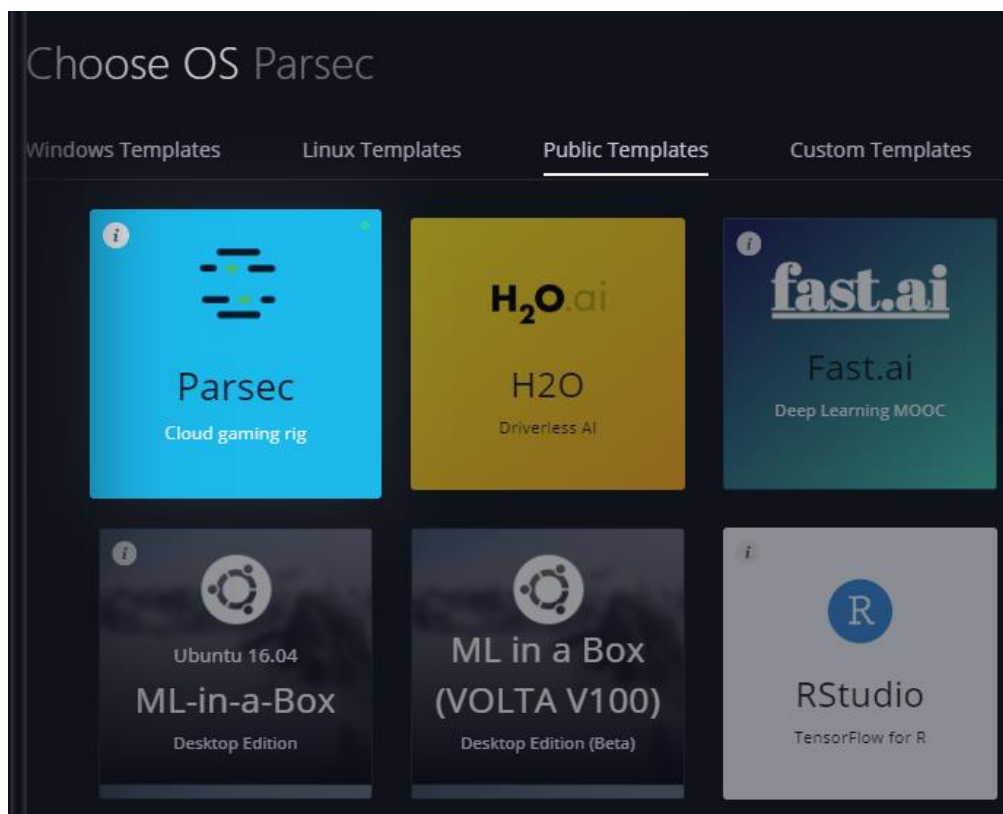 Choose OS Parsec
Windows Templates Linux Templates Public Templates Custom Templates
i
Parsec
Cloud gaming rig
H2O.ai
H2O
Driverless AI
i
fast.ai
Fast.ai
Deep Learning MOOC
i
Ubuntu 16.04
ML-in-a-Box
Desktop Edition
ML in a Box
(VOLTA V100)
Desktop Edition (Beta)
i
R
RStudio
TensorFlow for R